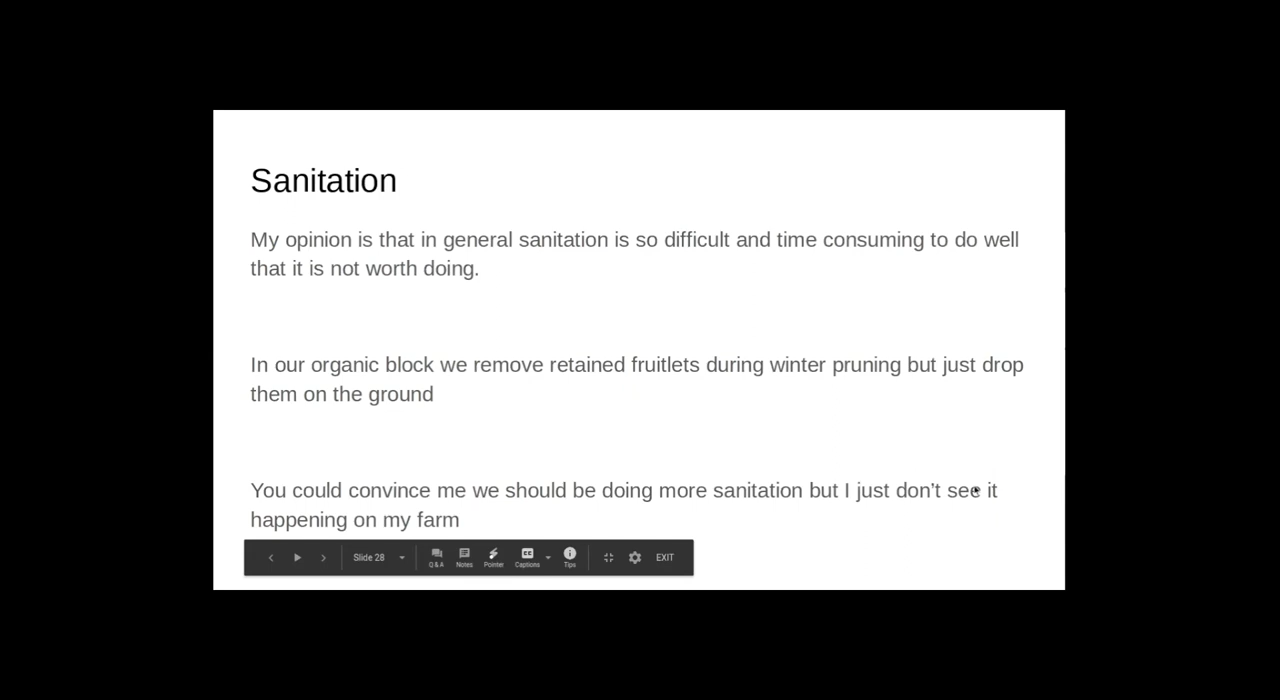 Sanitation
My opinion is that in general sanitation is so difficult and time consuming to do well
that it is not worth doing.
In our organic block we remove retained fruitlets during winter pruning but just drop
them on the ground
You could convince me we should be doing more sanitation but I just don’t see it
happening on my farm
Slide 28
Q & A
Notes
Pointer
CC
Captions
Tips
EXIT